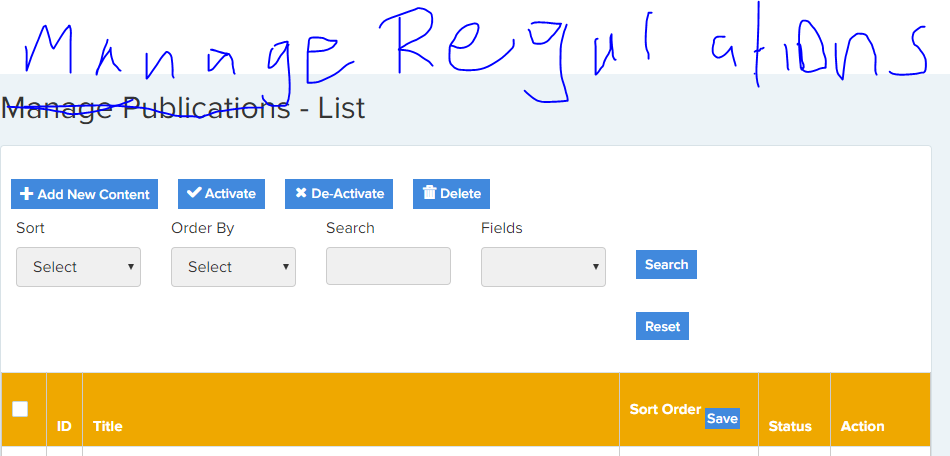 Manage Regulations
Manage Publications - List
Add New Content Activate De-Activate Delete
Sort Order By Search Fields
Select Select Search
Reset
ID Title Sort Order Save Status Action